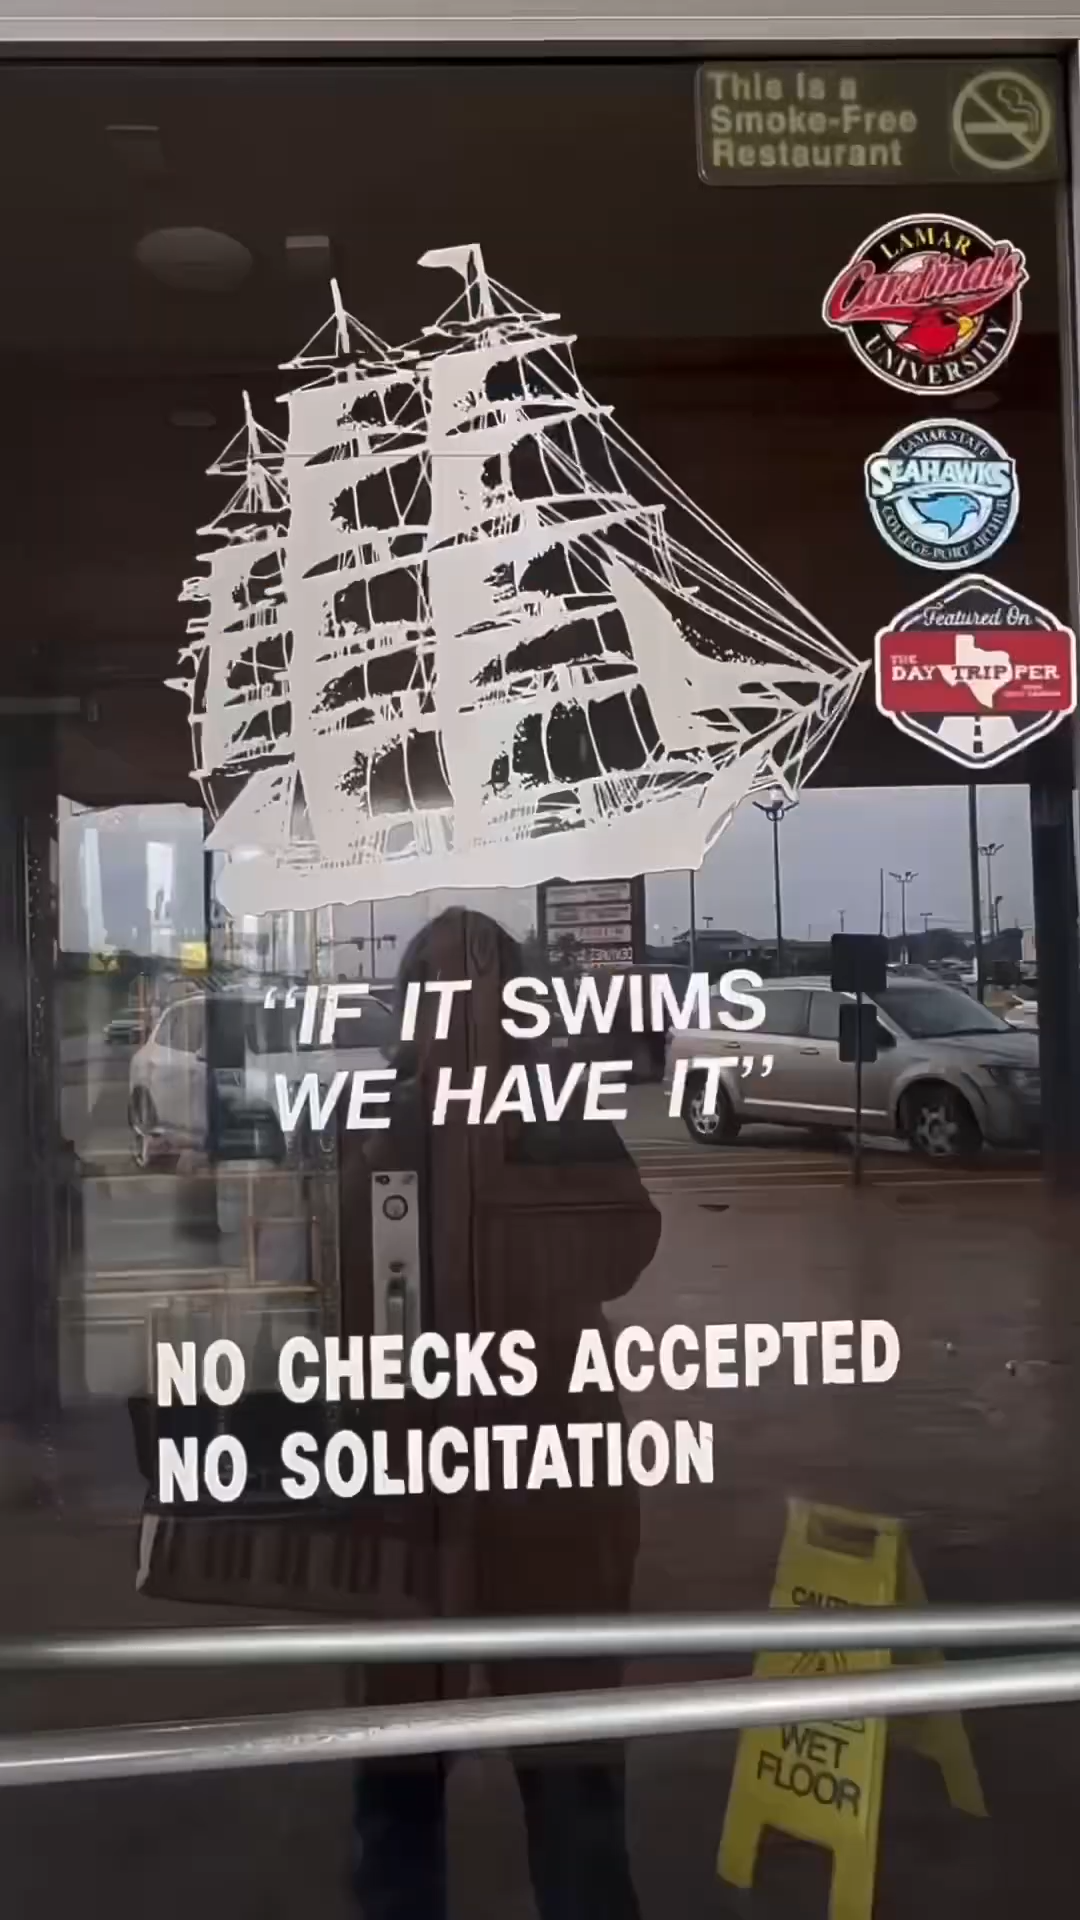 This Is a
Smoke-Free
Restaurant
LAMAR
Cardinals
UNIVERSITY
LAMAR STATE
SEAHAWKS
COLLEGE-PORT ARTHUR
Featured On
THE
DAY TRIPPER
"IF IT SWIMS
WE HAVE IT"
NO CHECKS ACCEPTED
NO SOLICITATION
WET
FLOOR